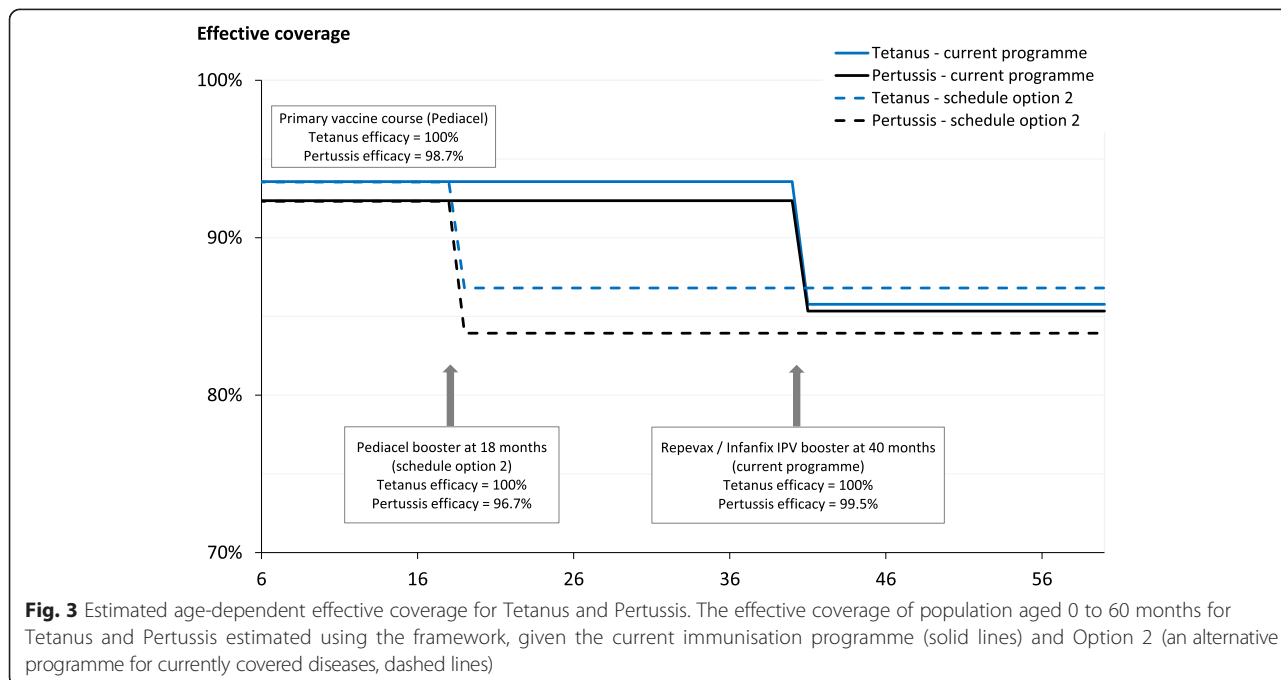 Effective coverage
Tetanus - current programme
Pertussis - current programme
Tetanus - schedule option 2
Pertussis - schedule option 2
100%
90%
80%
70%
Primary vaccine course (Pediacel)
Tetanus efficacy = 100%
Pertussis efficacy = 98.7%
Pediacel booster at 18 months
(schedule option 2)
Tetanus efficacy = 100%
Pertussis efficacy = 96.7%
Repevax / Infanfix IPV booster at 40 months
(current programme)
Tetanus efficacy = 100%
Pertussis efficacy = 99.5%
6 16 26 36 46 56
Fig. 3 Estimated age-dependent effective coverage for Tetanus and Pertussis. The effective coverage of population aged 0 to 60 months for
Tetanus and Pertussis estimated using the framework, given the current immunisation programme (solid lines) and Option 2 (an alternative
programme for currently covered diseases, dashed lines)